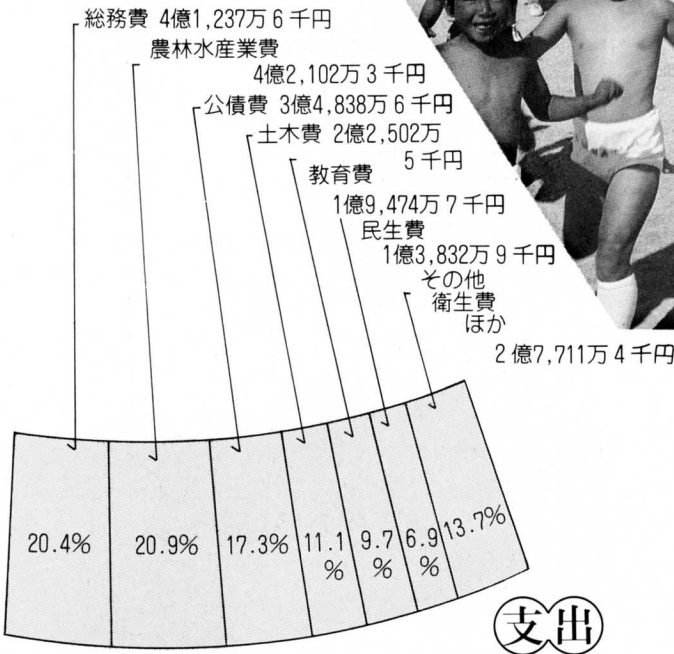 総務費 4億1,237万6千円
農林水産業費
4億2,102万3千円
公債費 3億4,838万6千円
土木費 2億2,502万
5千円
教育費
1億9,474万7千円
民生費
1億3,832万9千円
その他
衛生費
ほか
2億7,711万4千円
20.4%
20.9%
17.3%
11.1
%
9.7
%
6.9
%
13.7%
支出